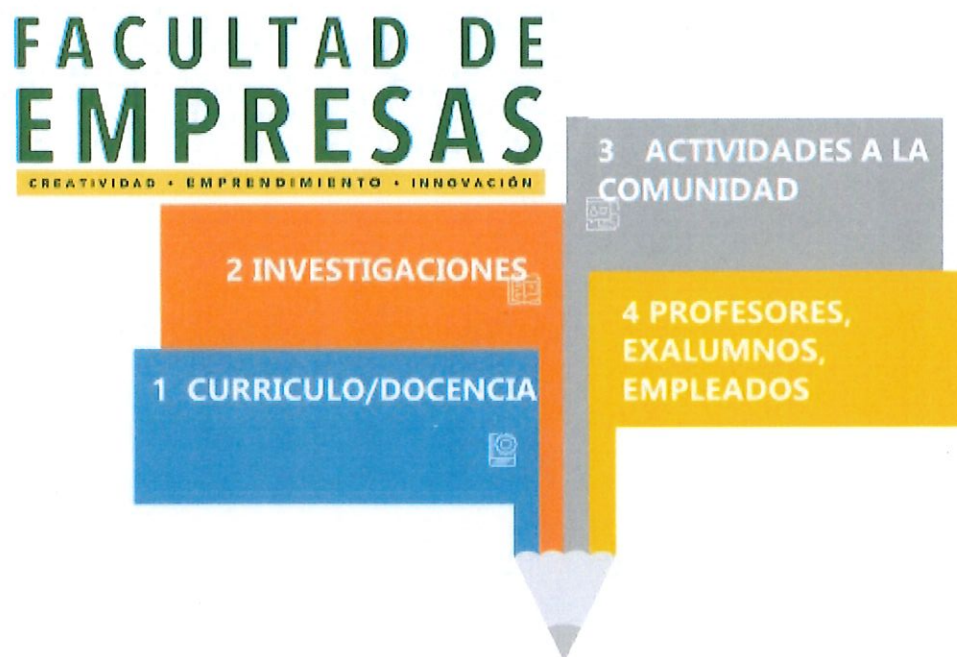 FACULTAD DE
EMPRESAS
CREATIVIDAD • EMPRENDIMIENTO • INNOVACIÓN
1 CURRICULO/DOCENCIA
2 INVESTIGACIONES
3 ACTIVIDADES A LA
COMUNIDAD
4 PROFESORES,
EXALUMNOS,
EMPLEADOS